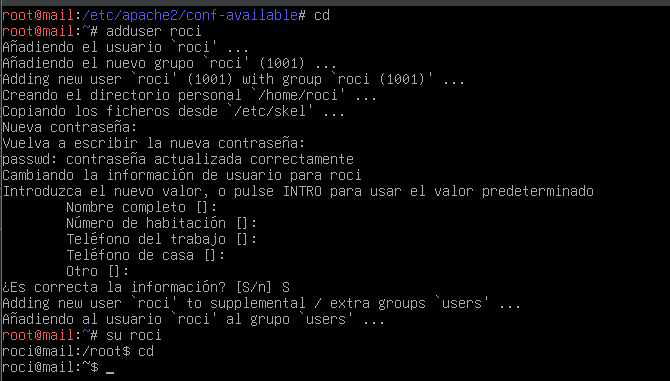 root@mail:/etc/apache2/conf-available# cd
root@mail:~# adduser roci
Añadiendo el usuario `roci' ...
Añadiendo el nuevo grupo `roci' (1001) ...
Adding new user `roci' (1001) with group `roci (1001)' ...
Creando el directorio personal `/home/roci' ...
Copiando los ficheros desde `/etc/skel' ...
Nueva contraseña:
Vuelva a escribir la nueva contraseña:
passwd: contraseña actualizada correctamente
Cambiando la información de usuario para roci
Introduzca el nuevo valor, o pulse INTRO para usar el valor predeterminado
Nombre completo []:
Número de habitación []:
Teléfono del trabajo []:
Teléfono de casa []:
Otro []:
¿Es correcta la información? [S/n] S
Adding new user `roci' to supplemental / extra groups `users' ...
Añadiendo al usuario `roci' al grupo `users' ...
root@mail:~# su roci
roci@mail:/root$ cd
roci@mail:~$ _